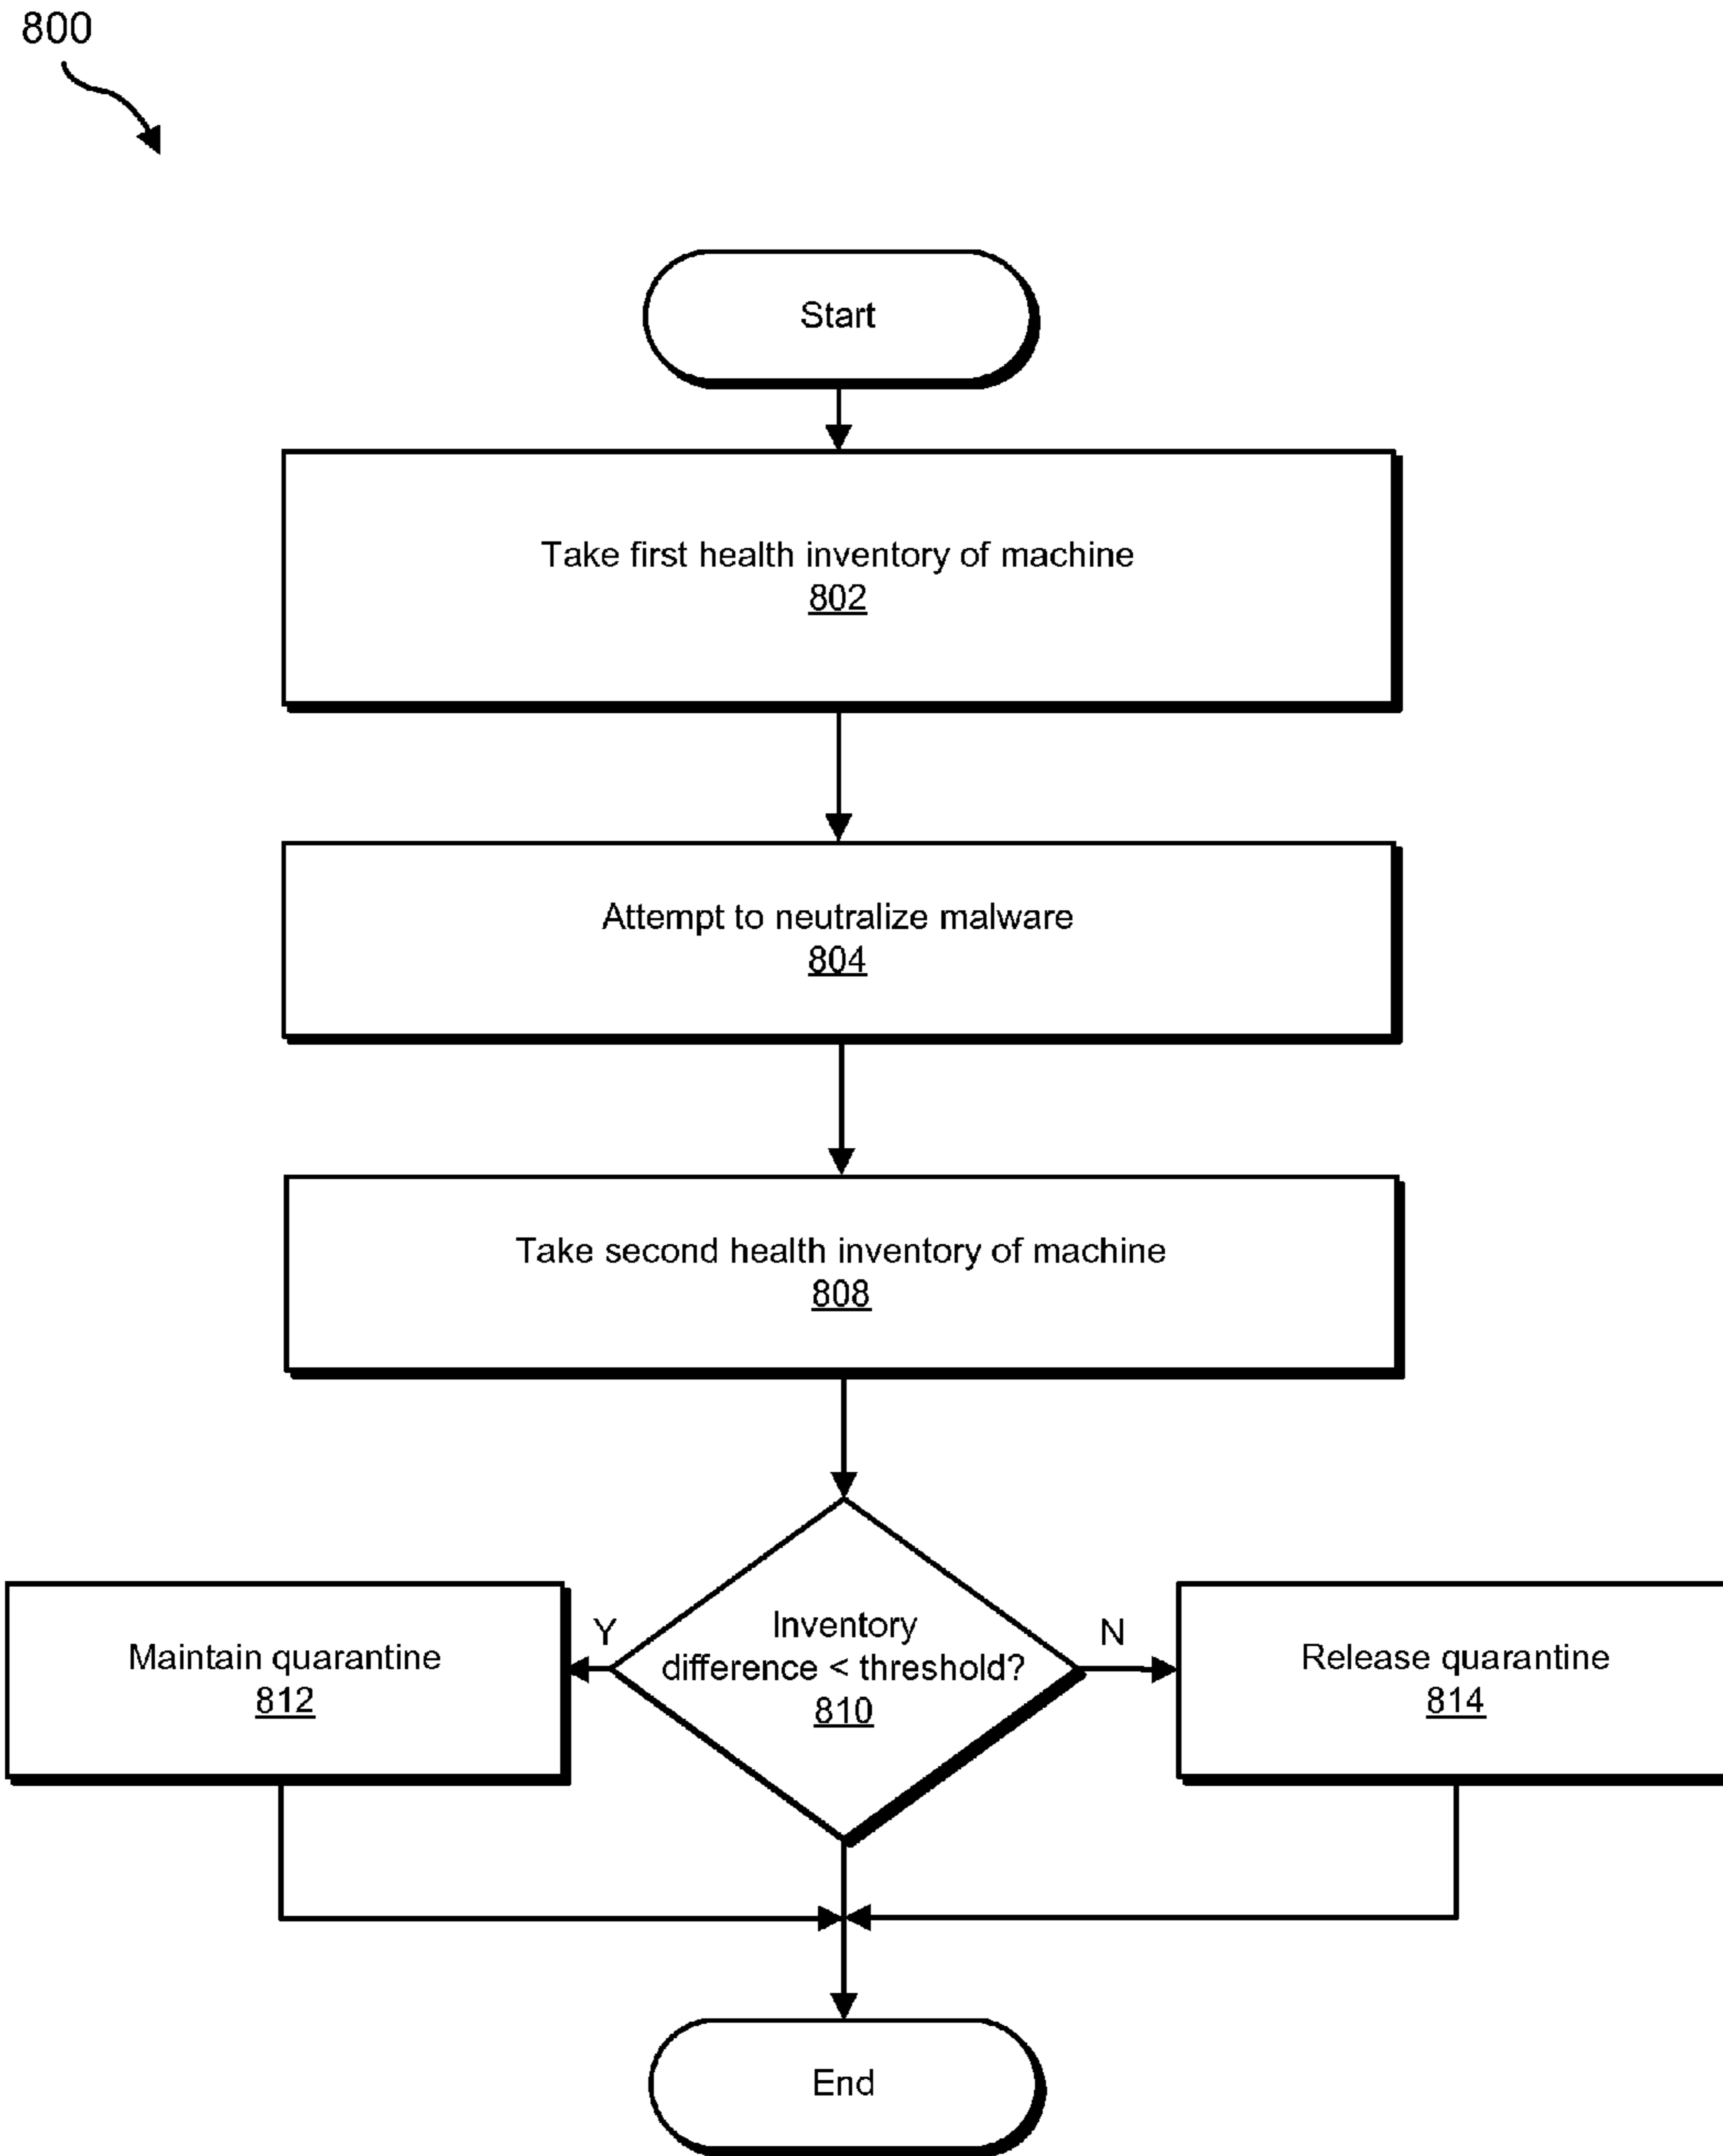 800
Start
Take first health inventory of machine
802
Attempt to neutralize malware
804
Take second health inventory of machine
808
Inventory
difference < threshold?
810
Y
N
Maintain quarantine
812
Release quarantine
814
End